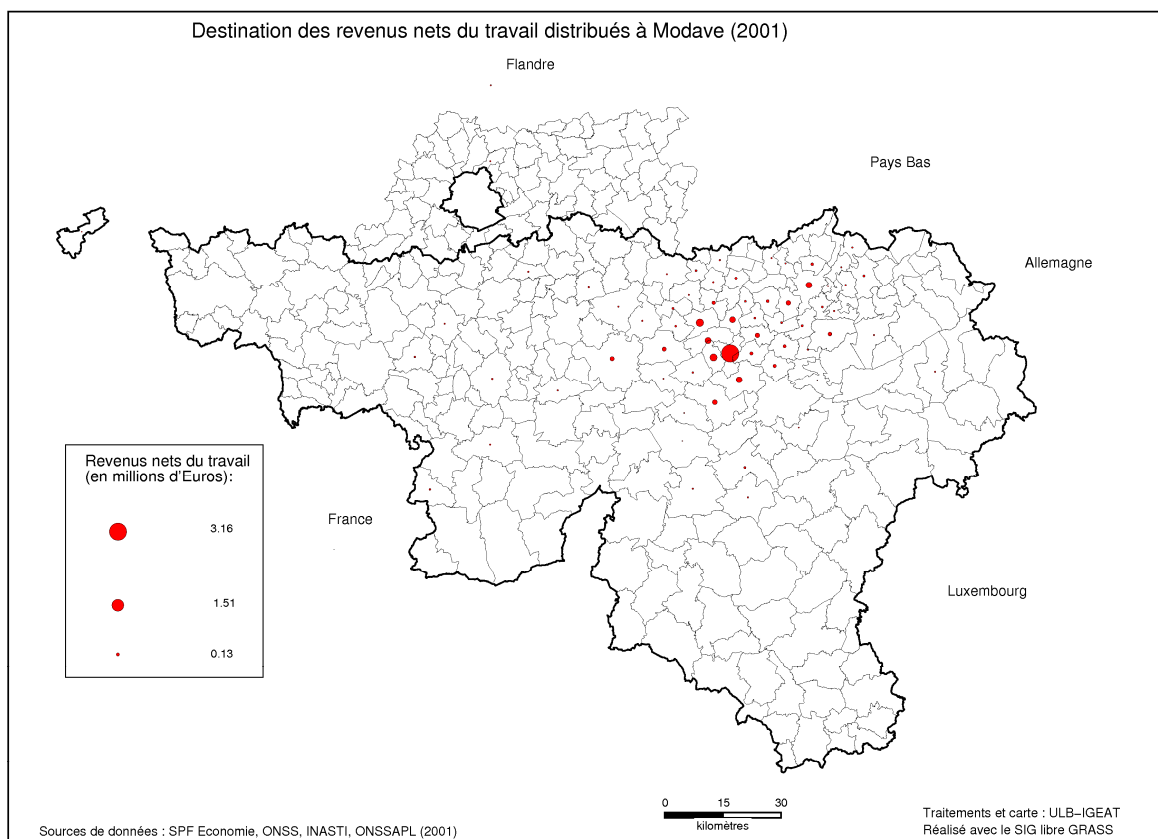 Destination des revenus nets du travail distribués à Modave (2001)
Flandre
Pays Bas
Allemagne
Revenus nets du travail
(en millions d'Euros):
3.16
1.51
0.13
France
Luxembourg
0 15 30
kilomètres
Sources de données : SPF Economie, ONSS, INASTI, ONSSAPL (2001)
Traitements et carte : ULB-IGEAT
Réalisé avec le SIG libre GRASS